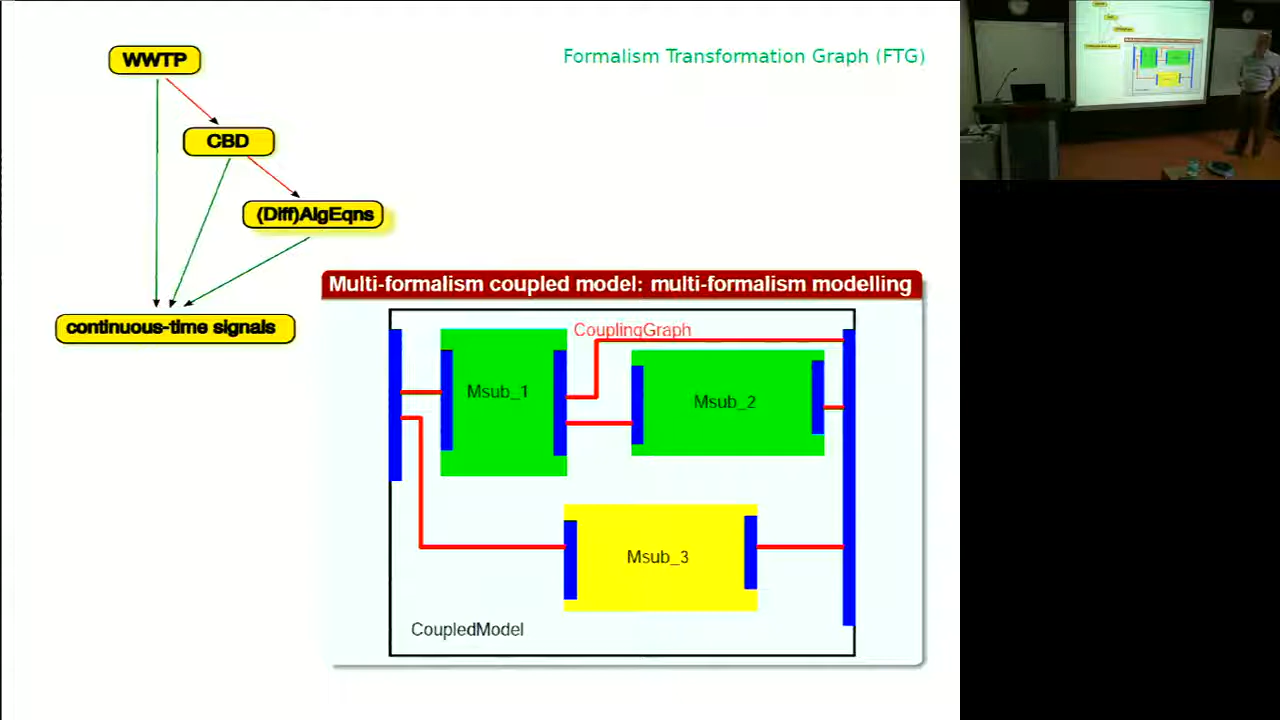 WWTP
Formalism Transformation Graph (FTG)
CBD
(Diff)AlgEqns
Multi-formalism coupled model: multi-formalism modelling
continuous-time signals
CouplingGraph
Msub_1
Msub_2
Msub_3
CoupledModel